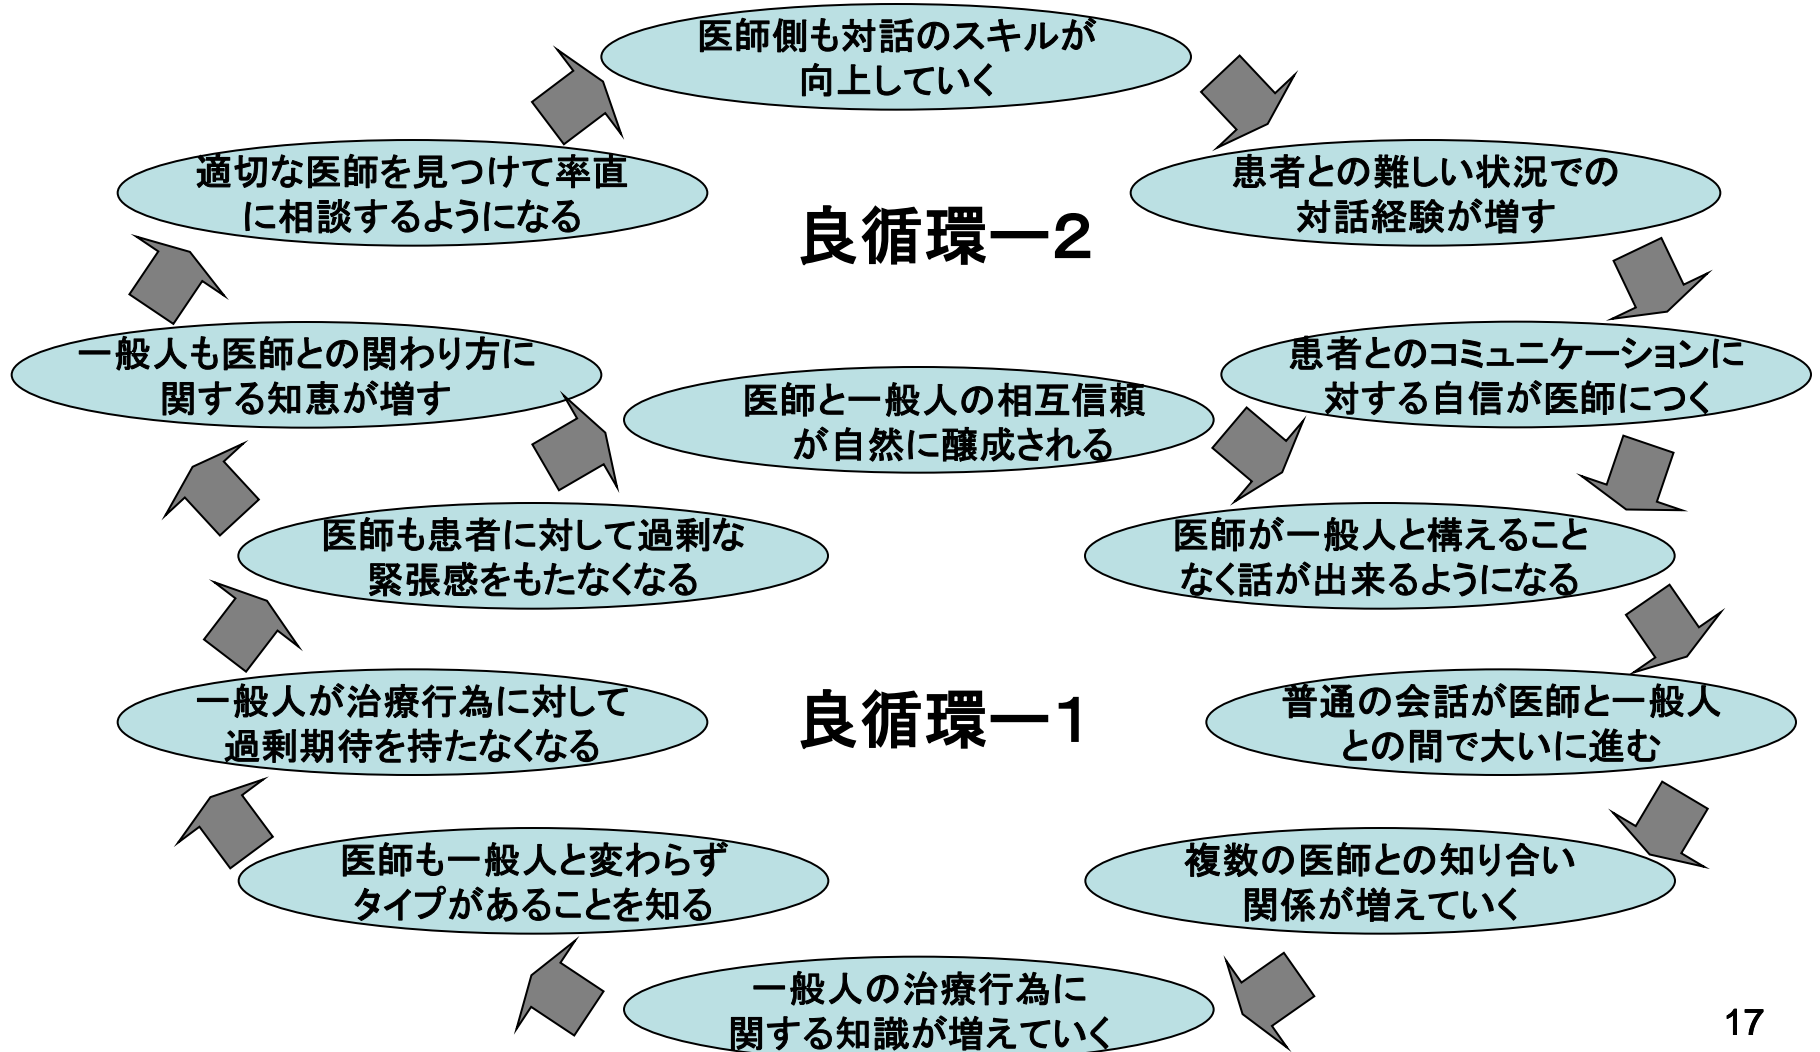 医師側も対話のスキルが
向上していく
適切な医師を見つけて率直
に相談するようになる
患者との難しい状況での
対話経験が増す
良循環ー２
一般人も医師との関わり方に
関する知恵が増す
医師と一般人の相互信頼
が自然に醸成される
患者とのコミュニケーションに
対する自信が医師につく
医師も患者に対して過剰な
緊張感をもたなくなる
医師が一般人と構えること
なく話が出来るようになる
一般人が治療行為に対して
過剰期待を持たなくなる
良循環ー１
普通の会話が医師と一般人
との間で大いに進む
医師も一般人と変わらず
タイプがあることを知る
複数の医師との知り合い
関係が増えていく
一般人の治療行為に
関する知識が増えていく
17